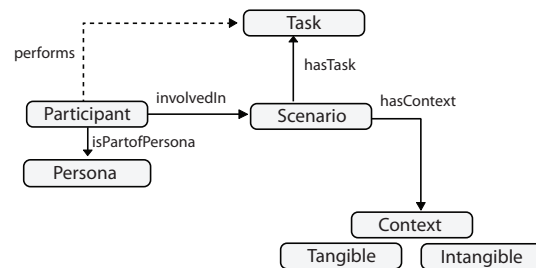 Task
performs
hasTask
involvedIn
hasContext
Participant
Scenario
isPartofPersona
Persona
Context
Tangible
Intangible